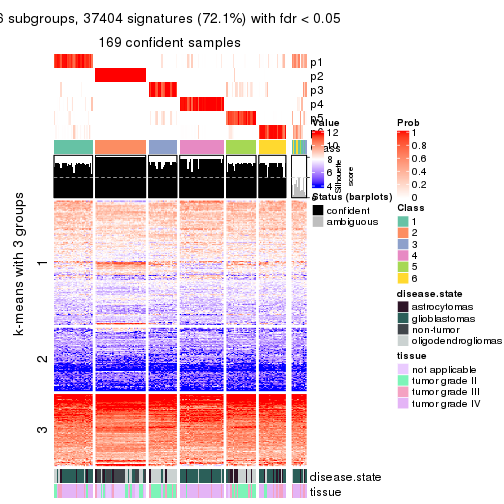 6 subgroups, 37404 signatures (72.1%) with fdr < 0.05
169 confident samples
p1
p2
p3
p4
p5
Value
12
10
8
6
4
Silhouette
score
Status (barplots)
confident
ambiguous
Prob
1
0.8
0.6
0.4
0.2
0
Class
1
2
3
4
5
6
disease.state
astrocytomas
glioblastomas
non-tumor
oligodendrogliomas
tissue
not applicable
tumor grade II
tumor grade III
tumor grade IV
k-means with 3 groups
1
2
3
disease.state
tissue